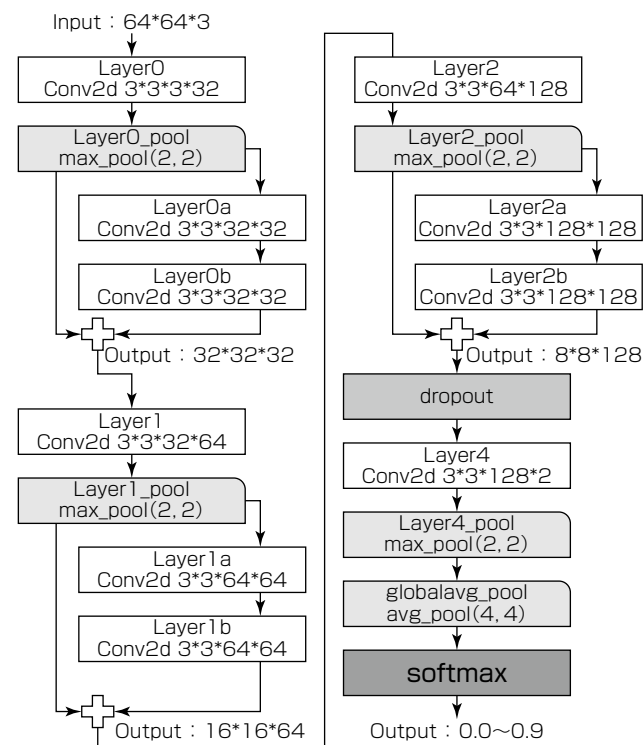 Input：64*64*3
Layer0
Conv2d 3*3*3*32
Layer0_pool
max_pool(2, 2)
Layer0a
Conv2d 3*3*32*32
Layer0b
Conv2d 3*3*32*32
Output：32*32*32
Layer1
Conv2d 3*3*32*64
Layer1_pool
max_pool(2, 2)
Layer1a
Conv2d 3*3*64*64
Layer1b
Conv2d 3*3*64*64
Output：16*16*64
Layer2
Conv2d 3*3*64*128
Layer2_pool
max_pool(2, 2)
Layer2a
Conv2d 3*3*128*128
Layer2b
Conv2d 3*3*128*128
Output：8*8*128
dropout
Layer4
Conv2d 3*3*128*2
Layer4_pool
max_pool(2, 2)
globalavg_pool
avg_pool(4, 4)
softmax
Output：0.0～0.9